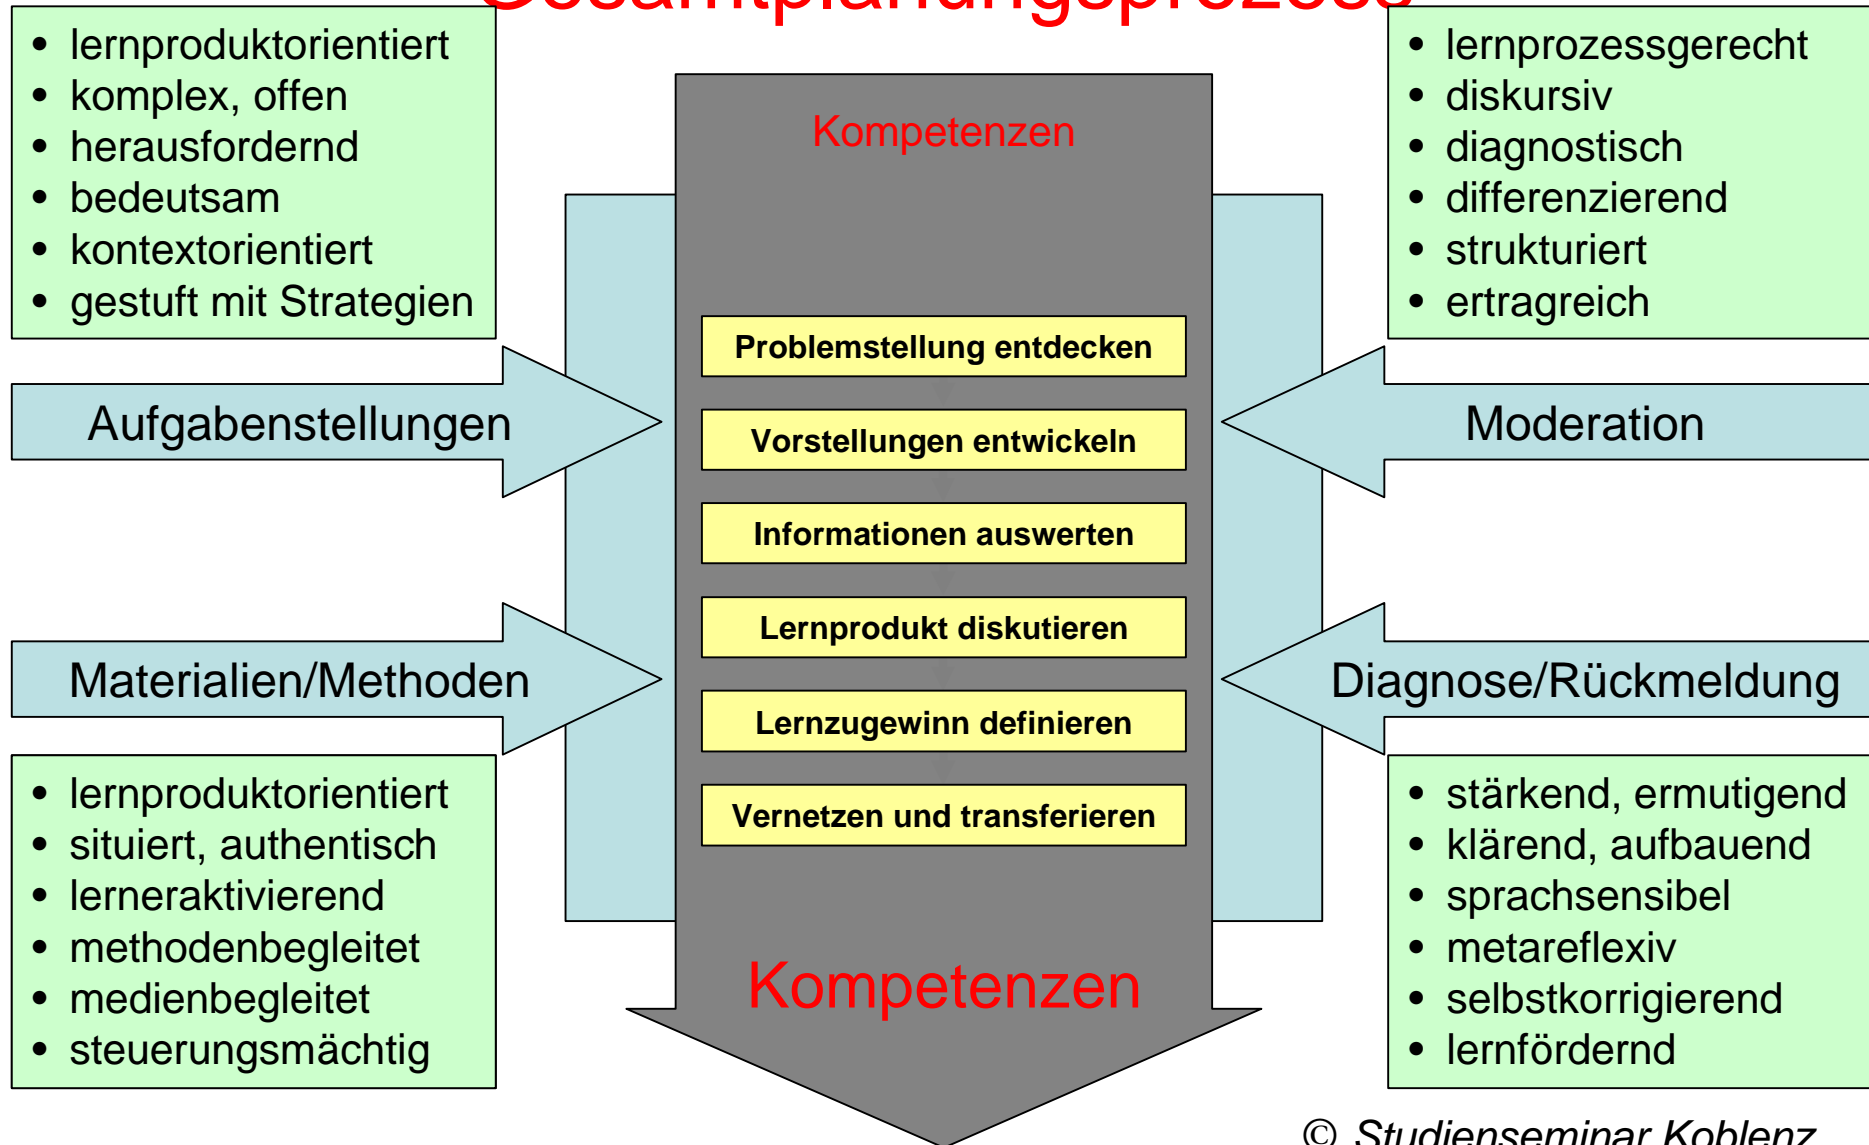 Gesamtplanungsprozess
• lernproduktorientiert
• komplex, offen
• herausfordernd
• bedeutsam
• kontextorientiert
• gestuft mit Strategien
Kompetenzen
• lernprozessgerecht
• diskursiv
• diagnostisch
• differenzierend
• strukturiert
• ertragreich
Aufgabenstellungen
Moderation
Problemstellung entdecken
Vorstellungen entwickeln
Informationen auswerten
Lernprodukt diskutieren
Lernzugewinn definieren
Vernetzen und transferieren
Materialien/Methoden
Diagnose/Rückmeldung
• lernproduktorientiert
• situiert, authentisch
• lerneraktivierend
• methodenbegleitet
• medienbegleitet
• steuerungsmächtig
Kompetenzen
• stärkend, ermutigend
• klärend, aufbauend
• sprachsensibel
• metareflexiv
• selbstkorrigierend
• lernfördernd
© Studienseminar Koblenz